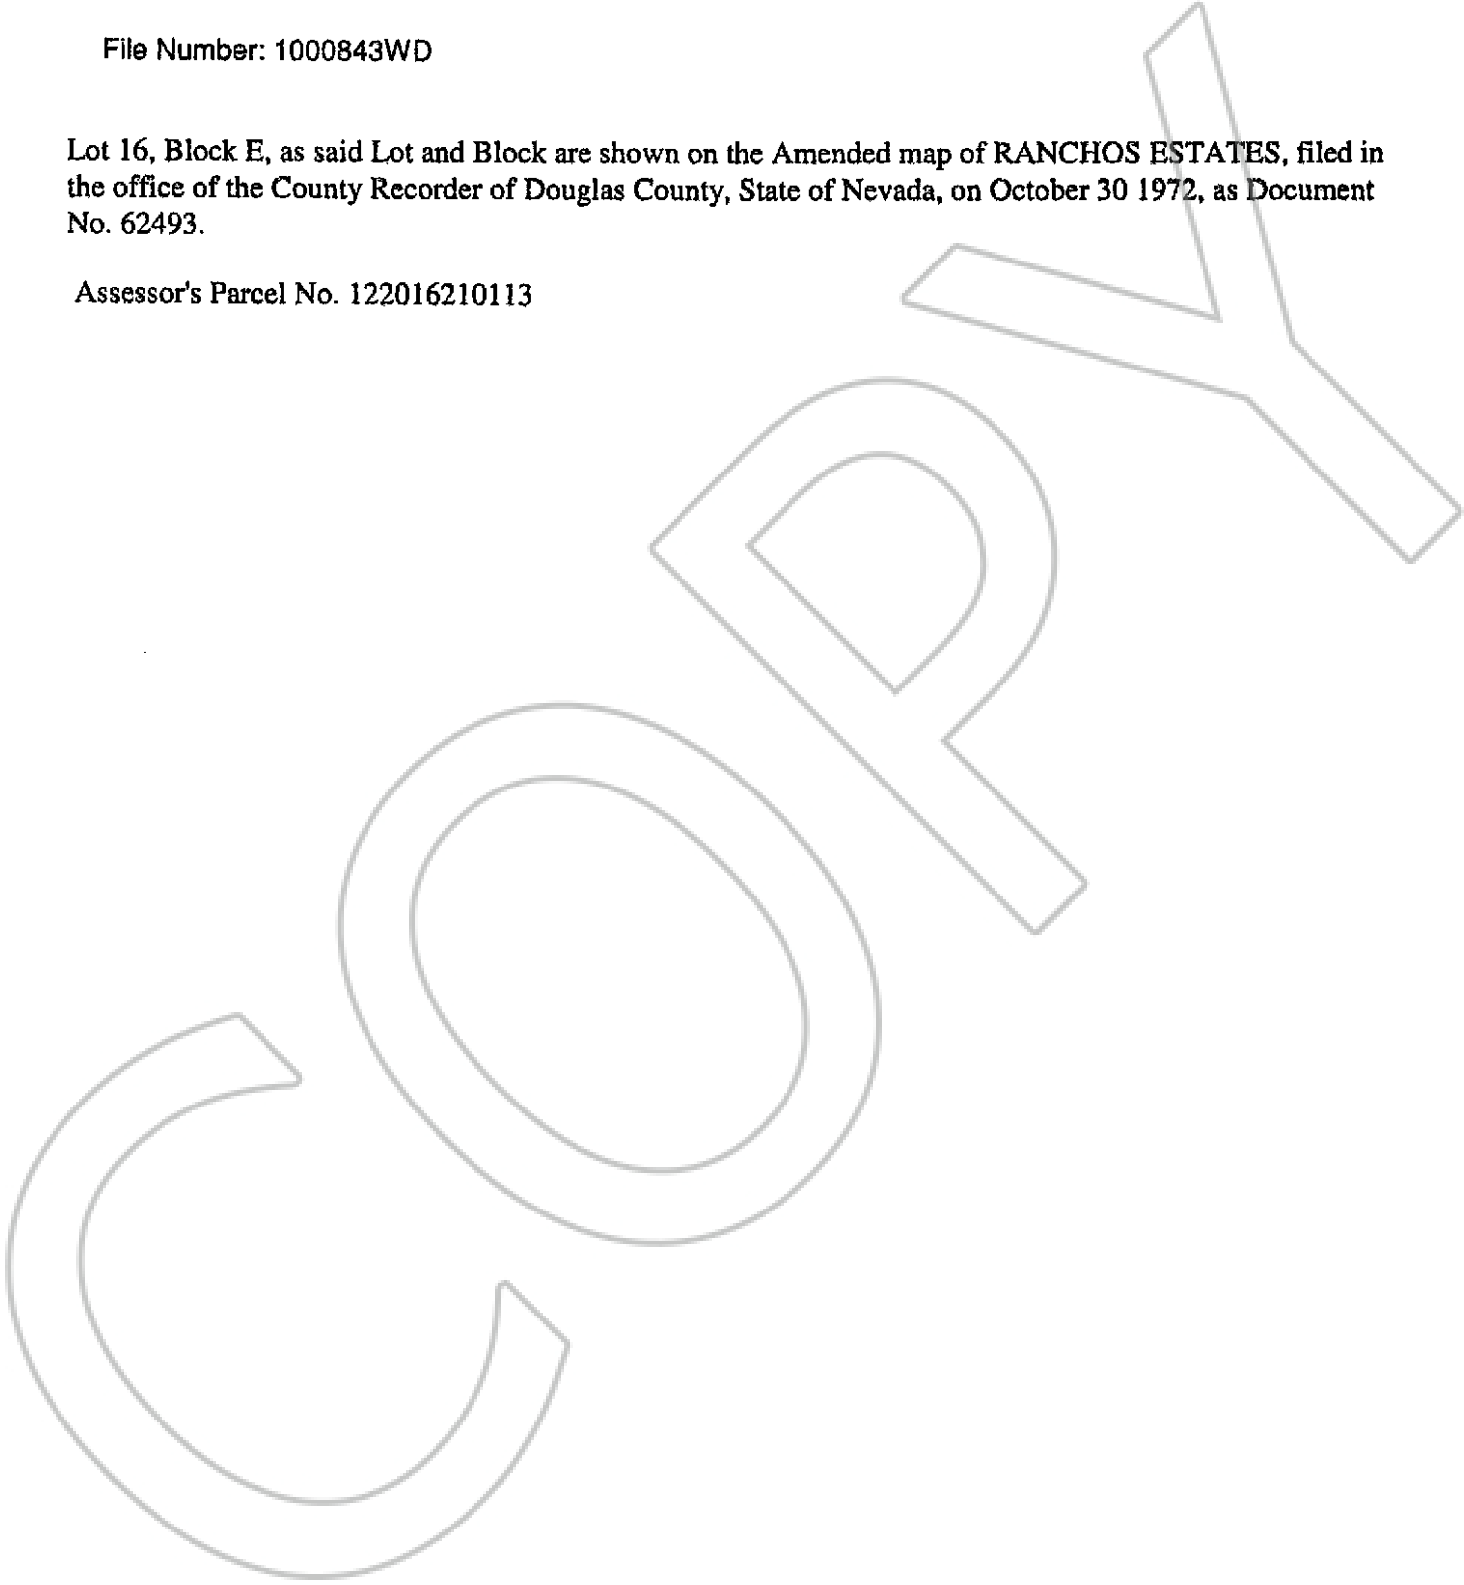 File Number: 1000843WD
Lot 16, Block E, as said Lot and Block are shown on the Amended map of RANCHOS ESTATES, filed in
the office of the County Recorder of Douglas County, State of Nevada, on October 30 1972, as Document
No. 62493.
Assessor's Parcel No. 122016210113
COPY